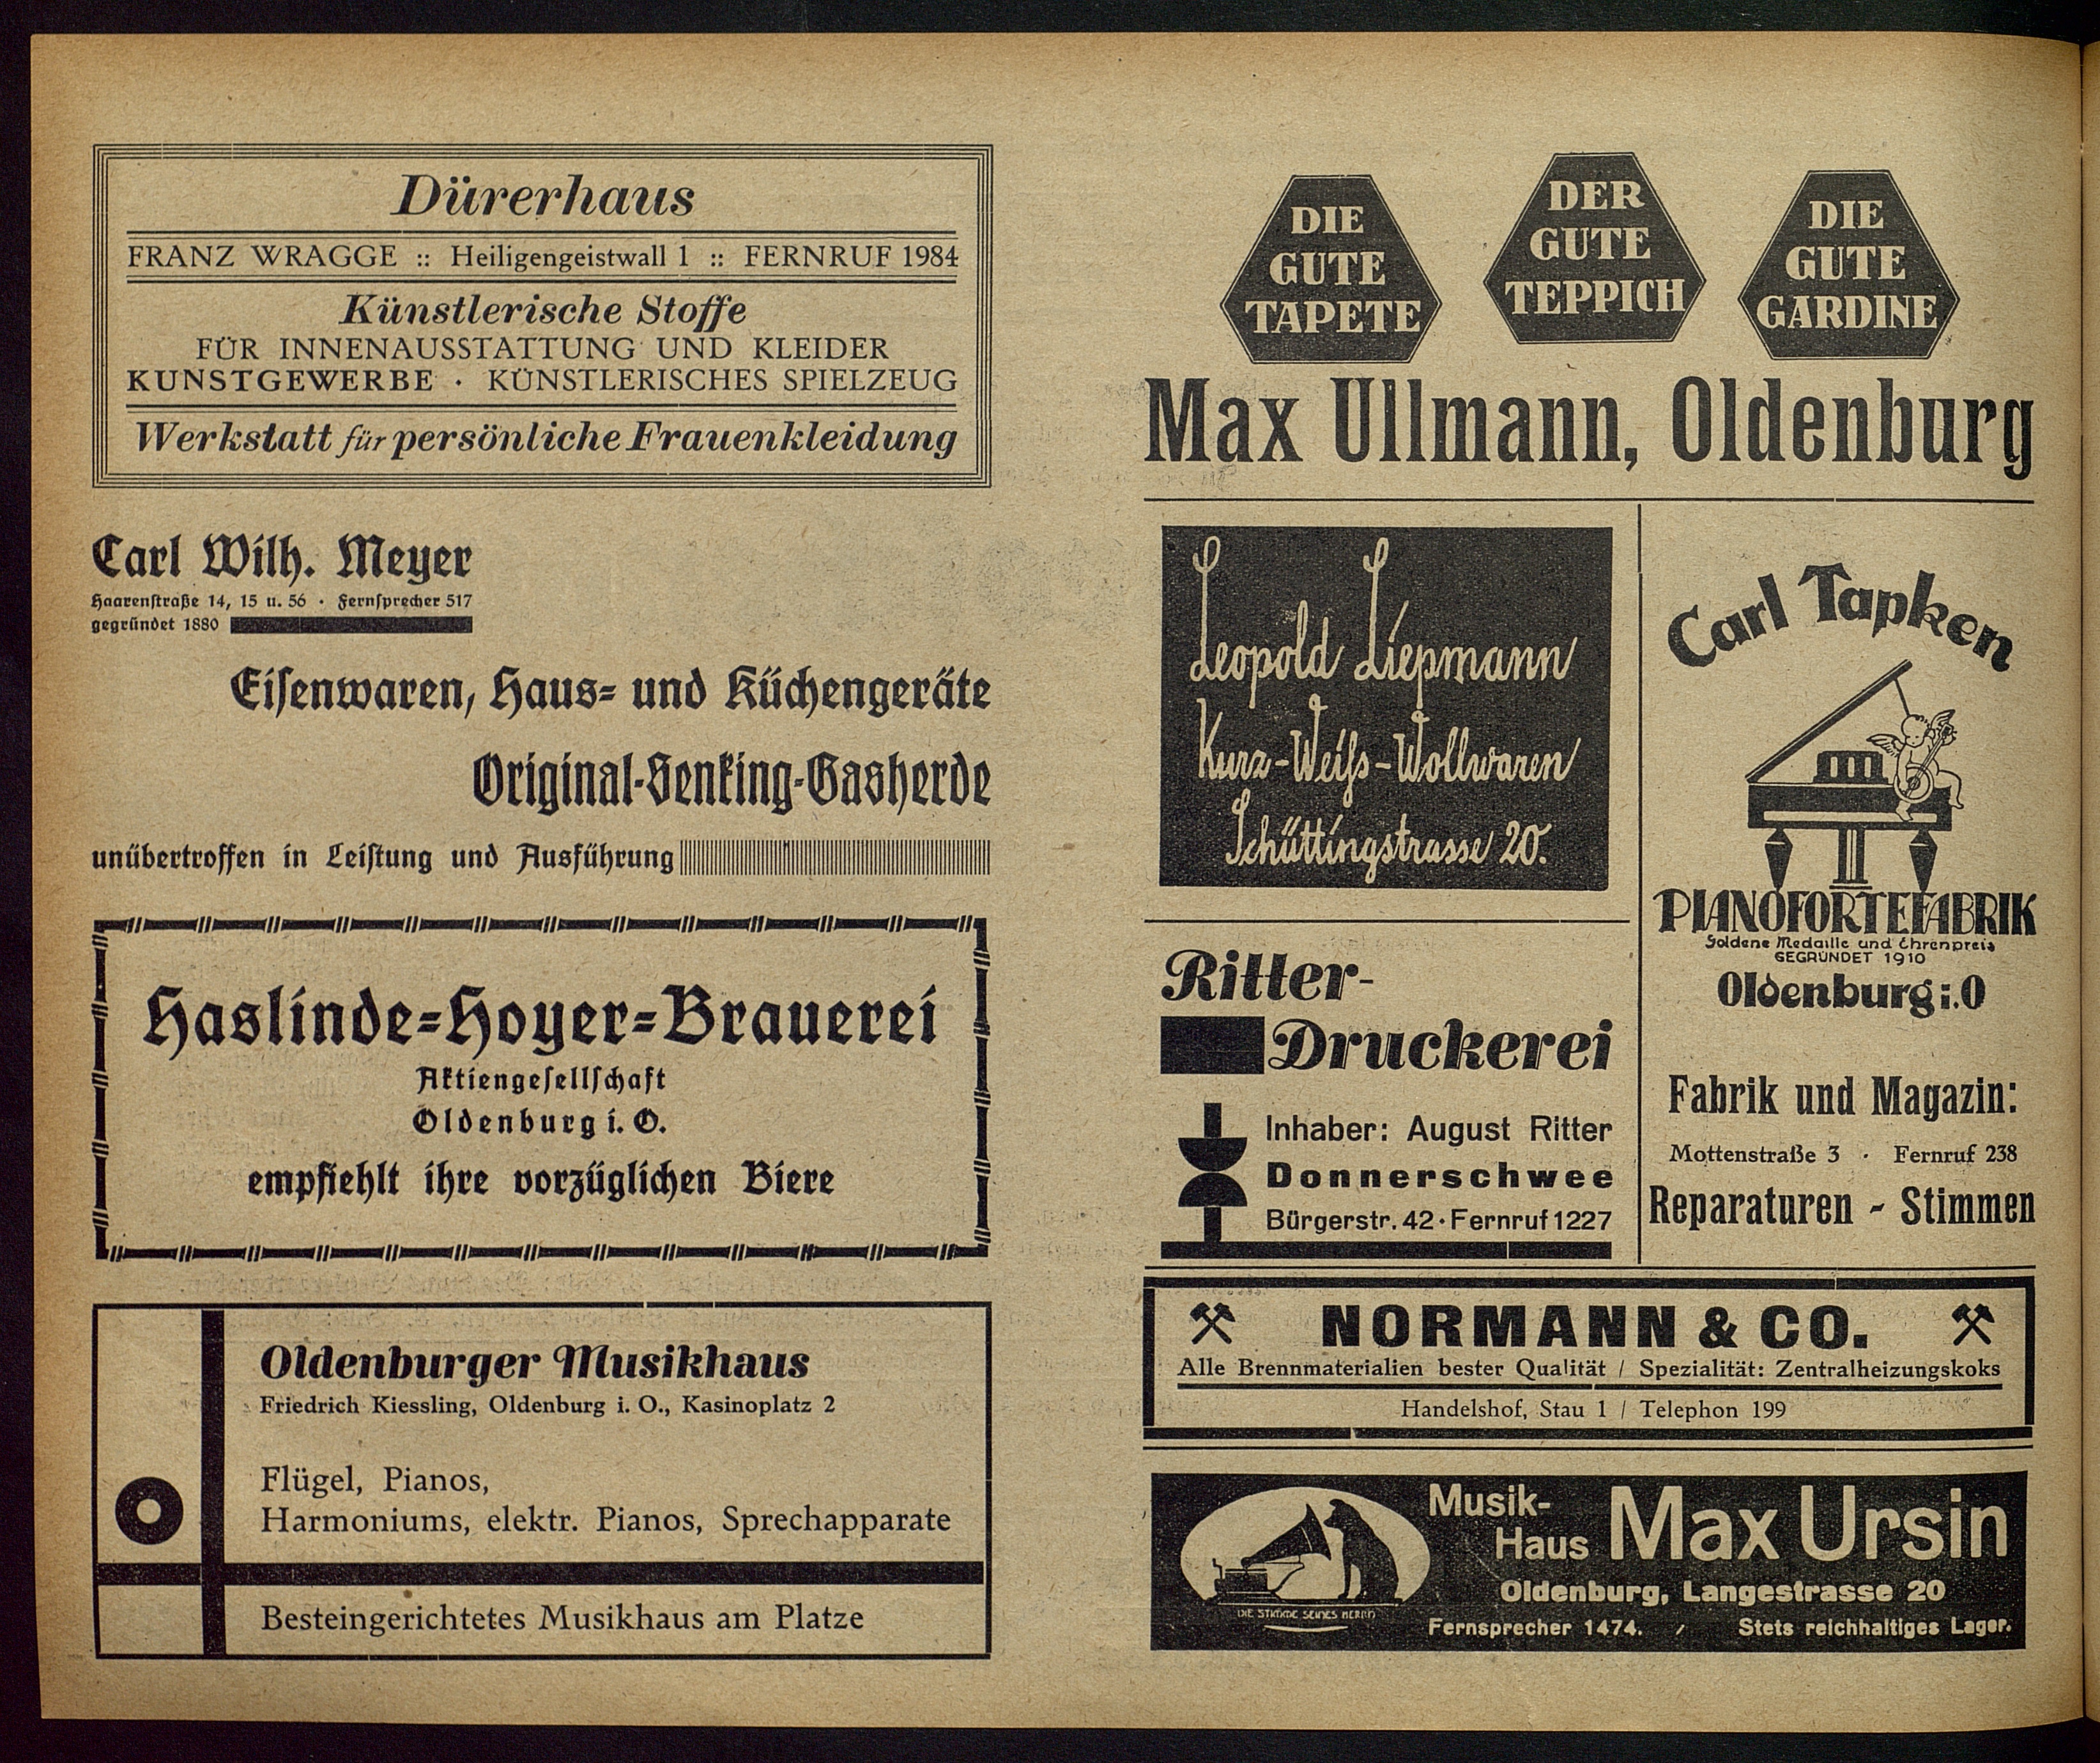 Dürerhaus
FRANZ WRAGGE :: Heiligengeistwall 1 :: FERNRUF 1984
Künstlerische Stoffe
FÜR INNENAUSSTATTUNG UND KLEIDER
KUNSTGEWERBE · KÜNSTLERISCHES SPIELZEUG
Werkstatt für persönliche Frauenkleidung
Carl Wilh. Meyer
Haarenſtraße 14, 15 u. 56 · Fernſprecher 517
gegründet 1880
Eiſenwaren, Haus= und Küchengeräte
Original-Senking-Gasherde
unübertroffen in Leiſtung und Ausführung
Haslinde=Hoyer=Brauerei
Aktiengeſellſchaft
Oldenburg i. O.
empfiehlt ihre vorzüglichen Biere
Oldenburger Musikhaus
Friedrich Kiessling, Oldenburg i. O., Kasinoplatz 2
Flügel, Pianos,
Harmoniums, elektr. Pianos, Sprechapparate
Besteingerichtetes Musikhaus am Platze
DIE
GUTE
TAPETE
DER
GUTE
TEPPICH
DIE
GUTE
GARDINE
Max Ullmann, Oldenburg
Leopold Liepmann
Kurz-Weiſs-Wollwaren
Schüttingstrasse 20.
Carl Tapken
PIANOFORTEFABRIK
Goldene Medaille und Ehrenpreis
GEGRÜNDET 1910
Oldenburg i.O
Fabrik und Magazin:
Mottenstraße 3 · Fernruf 238
Reparaturen - Stimmen
Ritter-
Druckerei
Inhaber: August Ritter
Donnerschwee
Bürgerstr. 42 · Fernruf 1227
NORMANN & CO.
Alle Brennmaterialien bester Qualität / Spezialität: Zentralheizungskoks
Handelshof, Stau 1 / Telephon 199
DIE STIMME SEINES HERRN
Musik-
Haus Max Ursin
Oldenburg, Langestrasse 20
Fernsprecher 1474. / Stets reichhaltiges Lager.